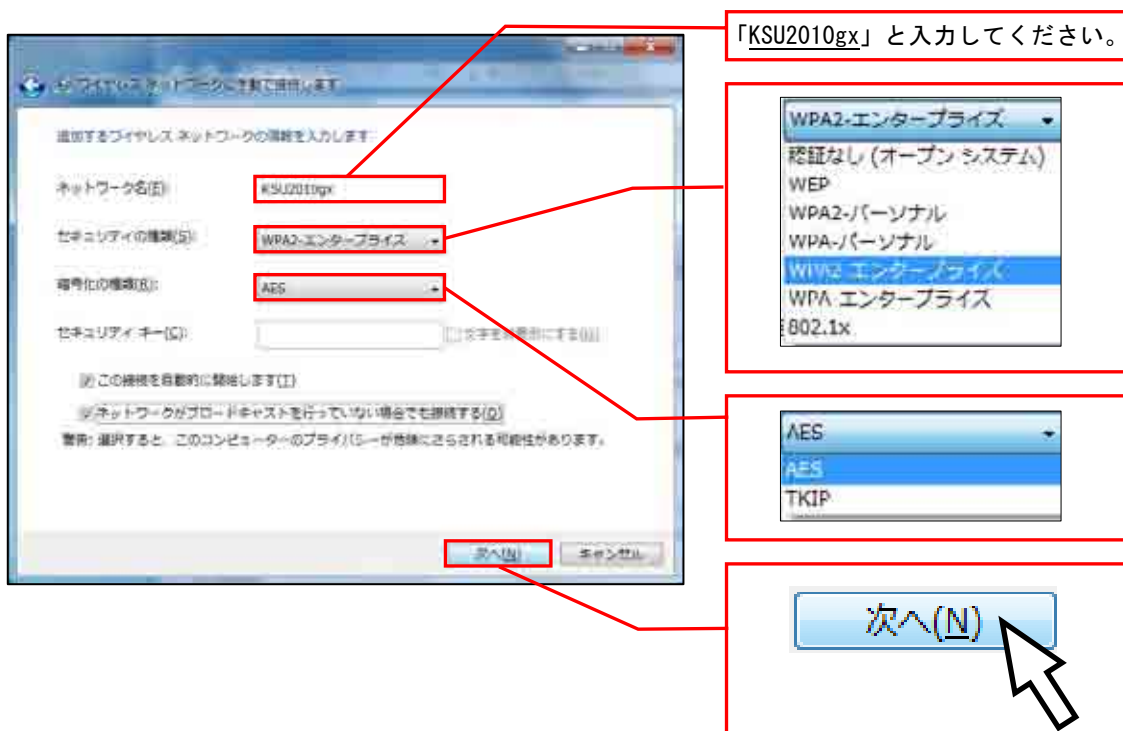 「KSU2010gx」と入力してください。
ワイヤレス ネットワークに手動で接続します
追加するワイヤレス ネットワークの情報を入力します
ネットワーク名(E):
KSU2010gx
セキュリティの種類(S):
WPA2-エンタープライズ
暗号化の種類(R):
AES
セキュリティ キー(C):
この接続を自動的に開始します(T)
ネットワークがブロードキャストを行っていない場合でも接続する(O)
警告: 選択すると、このコンピューターのプライバシーが危険にさらされる可能性があります。
次へ(N)
キャンセル
WPA2-エンタープライズ
認証なし (オープン システム)
WEP
WPA2-パーソナル
WPA-パーソナル
WPA2 エンタープライズ
WPA エンタープライズ
802.1x
AES
AES
TKIP
次へ(N)